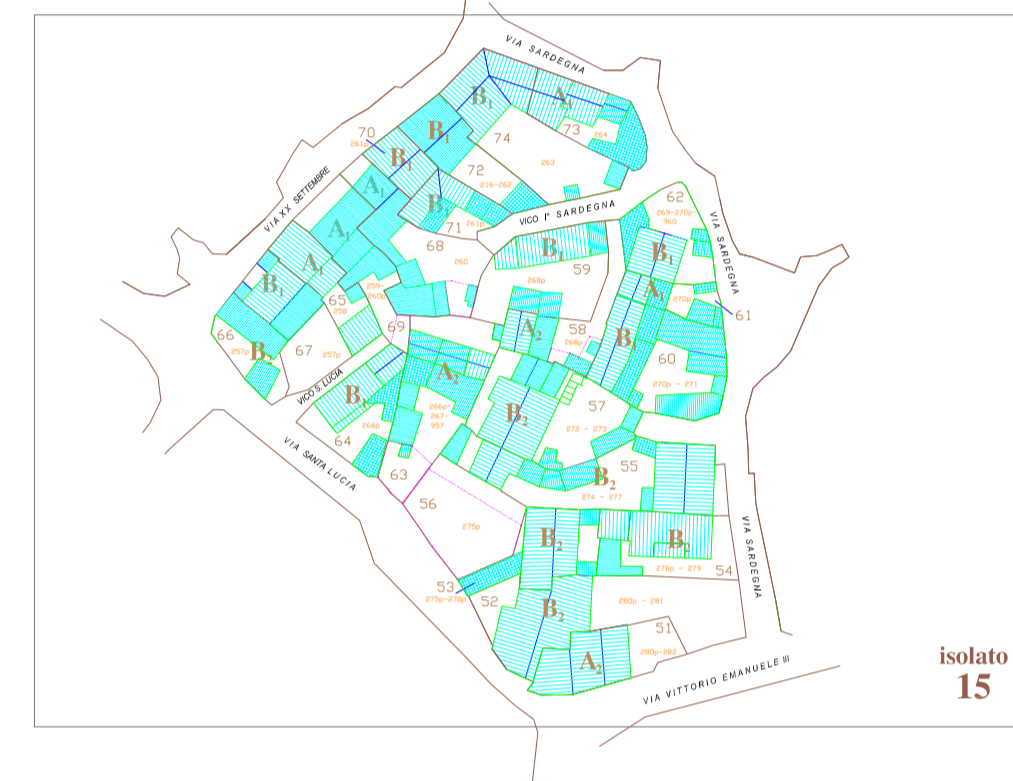 VIA SARDEGNA
B1
A1
73
264
B1
74
70
261p
B1
263
72
216-262
A1
62
269-270p-
960
VIA XX SETTEMBRE
B1
71
261p
VICO I° SARDEGNA
VIA SARDEGNA
A1
68
260
B1
59
B1
A1
268p
A1
270p
B1
65
258
259-
260p
61
66
257p
B2
67
257p
69
A2
58
268p
B1
60
270p - 271
VICO S. LUCIA
A2
B1
266p
266p-
267-
957
B2
57
272 - 273
64
VIA SANTA LUCIA
63
55
B2
274 - 277
56
275p
B2
B2
278p - 279
54
VIA SARDEGNA
53
275p-278p
52
B2
280p - 281
51
280p-282
A2
VIA VITTORIO EMANUELE III
isolato
15